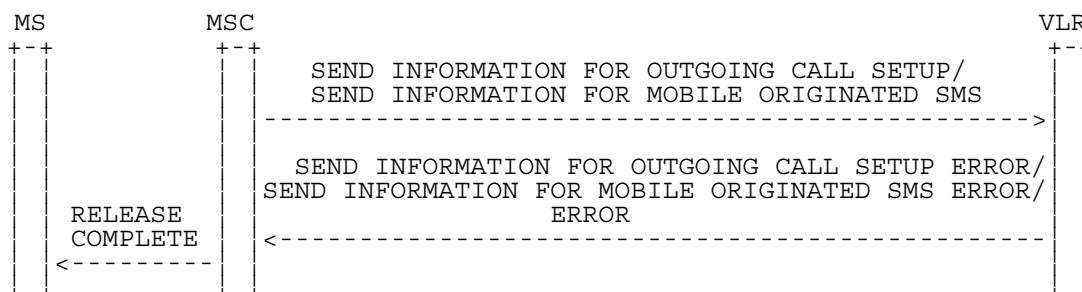 MS MSC VLR
SEND INFORMATION FOR OUTGOING CALL SETUP/
SEND INFORMATION FOR MOBILE ORIGINATED SMS
SEND INFORMATION FOR OUTGOING CALL SETUP ERROR/
SEND INFORMATION FOR MOBILE ORIGINATED SMS ERROR/
RELEASE ERROR
COMPLETE